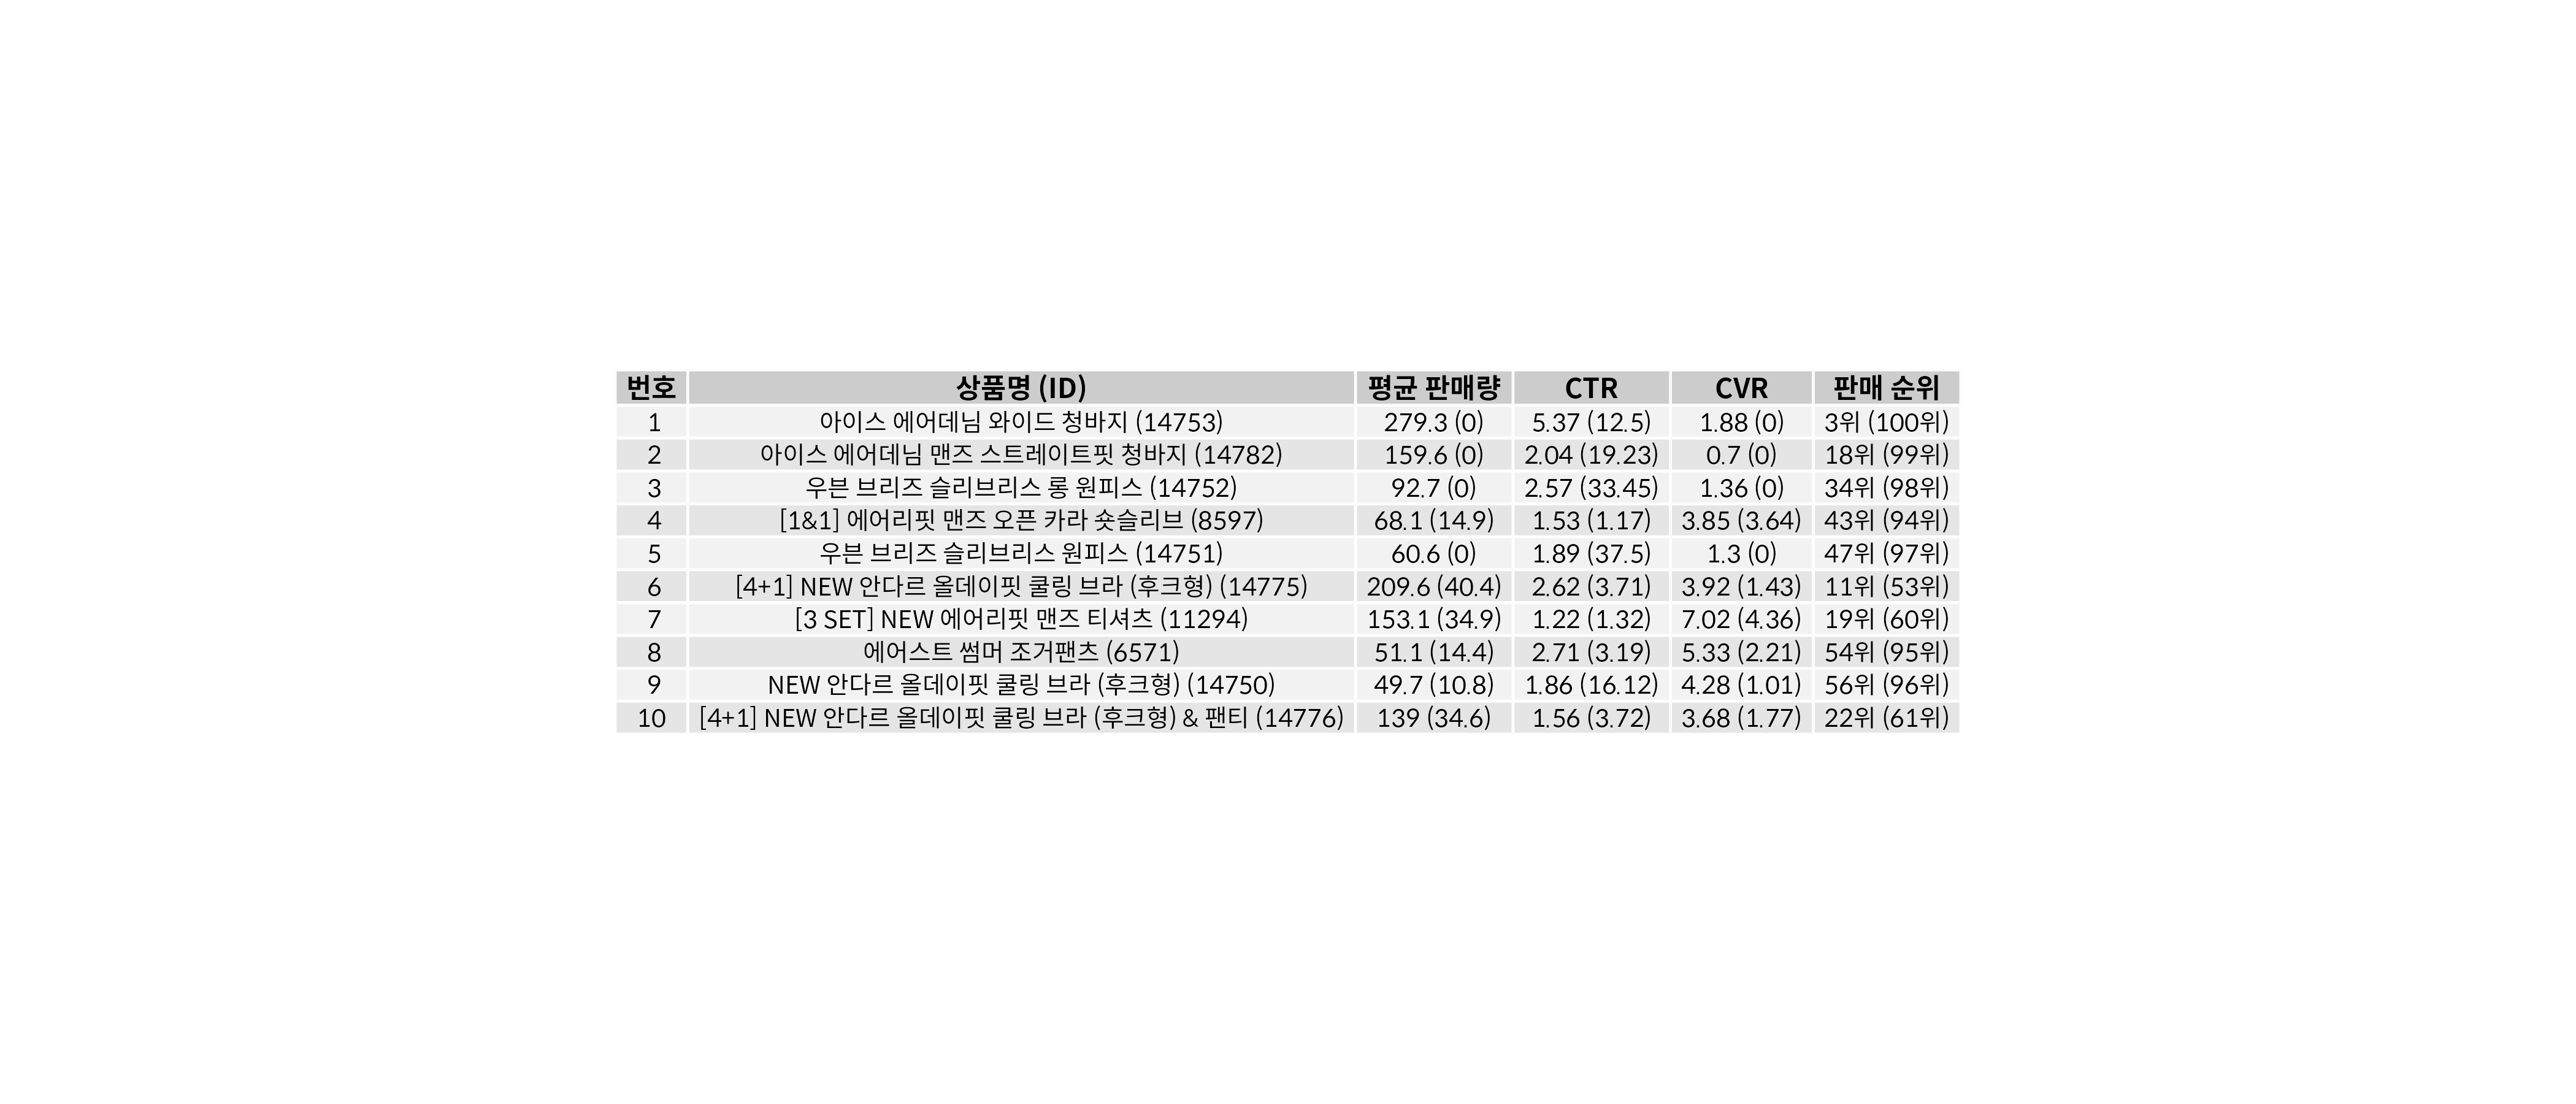 번호 상품명 (ID) 평균 판매량 CTR CVR 판매 순위
1 아이스 에어데님 와이드 청바지 (14753) 279.3 (0) 5.37 (12.5) 1.88 (0) 3위 (100위)
2 아이스 에어데님 맨즈 스트레이트핏 청바지 (14782) 159.6 (0) 2.04 (19.23) 0.7 (0) 18위 (99위)
3 우븐 브리즈 슬리브리스 롱 원피스 (14752) 92.7 (0) 2.57 (33.45) 1.36 (0) 34위 (98위)
4 [1&1] 에어리핏 맨즈 오픈 카라 숏슬리브 (8597) 68.1 (14.9) 1.53 (1.17) 3.85 (3.64) 43위 (94위)
5 우븐 브리즈 슬리브리스 원피스 (14751) 60.6 (0) 1.89 (37.5) 1.3 (0) 47위 (97위)
6 [4+1] NEW 안다르 올데이핏 쿨링 브라 (후크형) (14775) 209.6 (40.4) 2.62 (3.71) 3.92 (1.43) 11위 (53위)
7 [3 SET] NEW 에어리핏 맨즈 티셔츠 (11294) 153.1 (34.9) 1.22 (1.32) 7.02 (4.36) 19위 (60위)
8 에어스트 썸머 조거팬츠 (6571) 51.1 (14.4) 2.71 (3.19) 5.33 (2.21) 54위 (95위)
9 NEW 안다르 올데이핏 쿨링 브라 (후크형) (14750) 49.7 (10.8) 1.86 (16.12) 4.28 (1.01) 56위 (96위)
10 [4+1] NEW 안다르 올데이핏 쿨링 브라 (후크형) & 팬티 (14776) 139 (34.6) 1.56 (3.72) 3.68 (1.77) 22위 (61위)